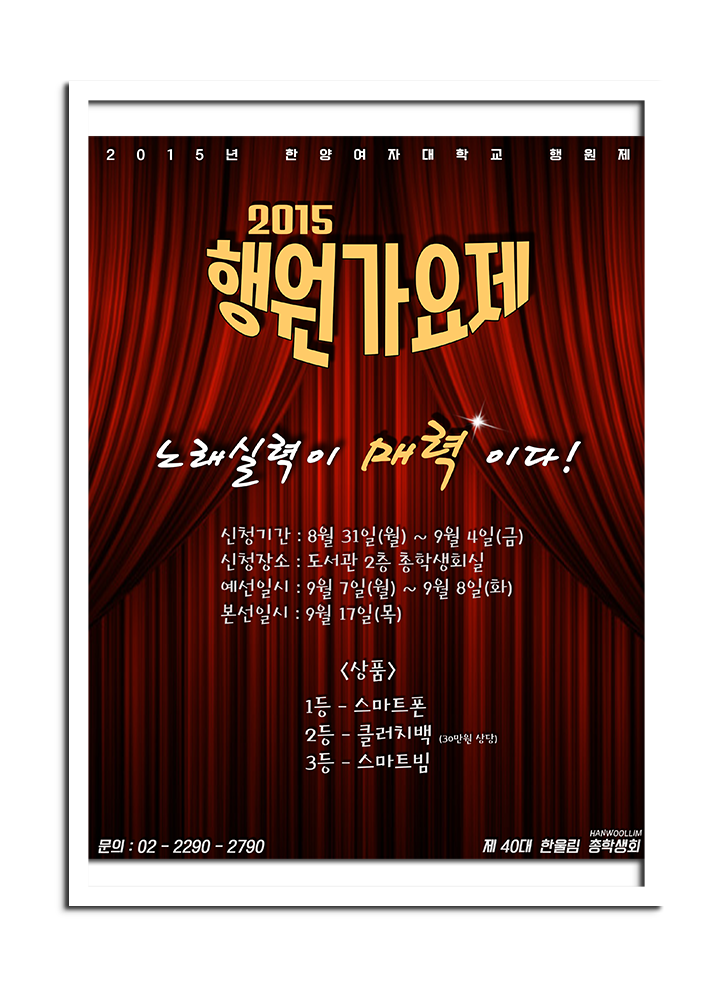 2015년 한양여자대학교 행원제
2015
행원가요제
노래실력이 매력 이다!
신청기간 : 8월 31일(월) ~ 9월 4일(금)
신청장소 : 도서관 2층 총학생회실
예선일시 : 9월 7일(월) ~ 9월 8일(화)
본선일시 : 9월 17일(목)
<상품>
1등 - 스마트폰
2등 - 클러치백 (30만원 상당)
3등 - 스마트빔
HANWOOLLIM
문의 : 02 - 2290 - 2790
제 40대 한울림 총학생회